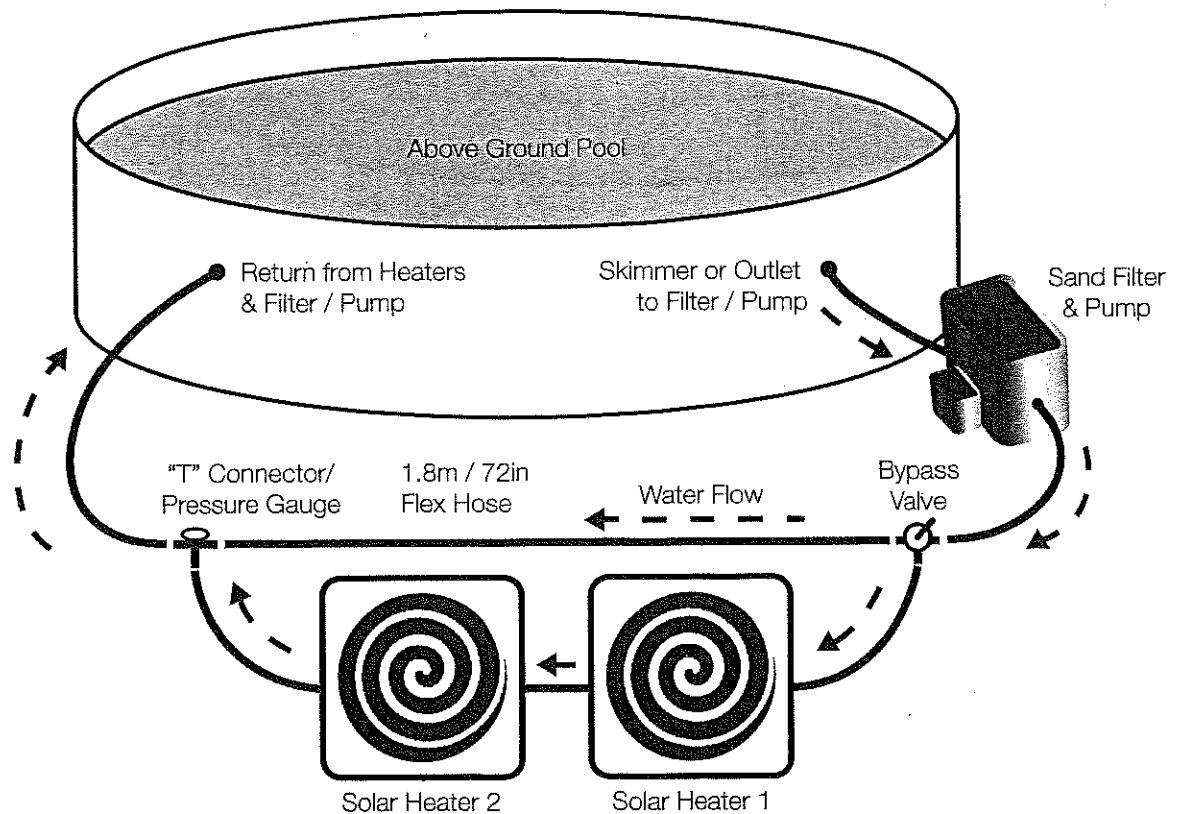 Above Ground Pool
Return from Heaters
& Filter / Pump
Skimmer or Outlet
to Filter / Pump
Sand Filter
& Pump
“T” Connector/
Pressure Gauge
1.8m / 72in
Flex Hose
Water Flow
Bypass
Valve
Solar Heater 2
Solar Heater 1